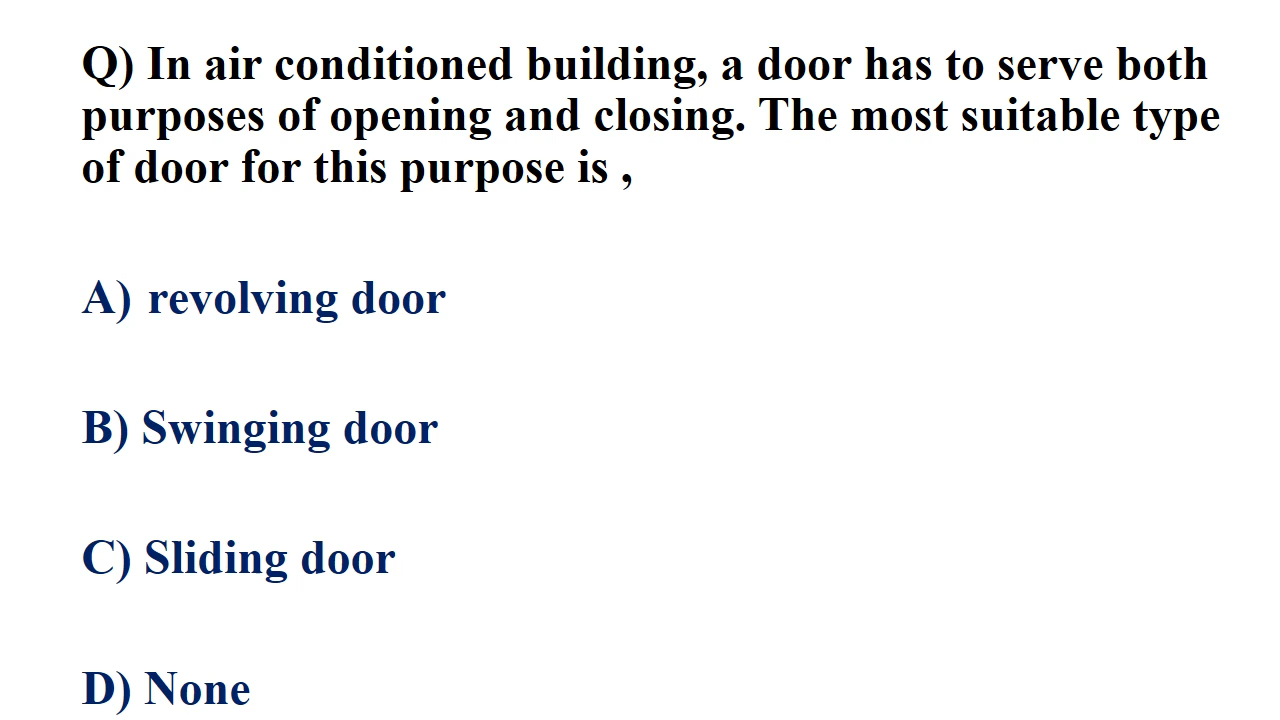 Q) In air conditioned building, a door has to serve both
purposes of opening and closing. The most suitable type
of door for this purpose is ,
A) revolving door
B) Swinging door
C) Sliding door
D) None